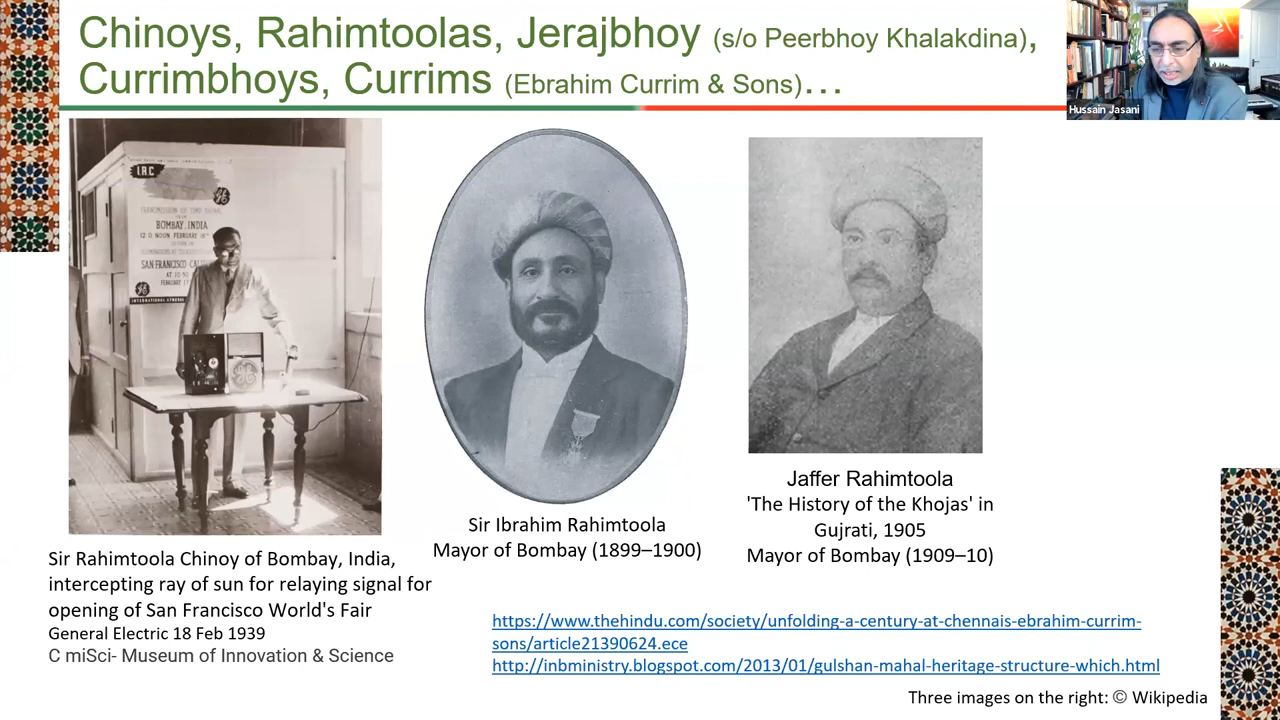 Chinoys, Rahimtoolas, Jerajbhoy (s/o Peerbhoy Khalakdina),
Currimbhoys, Currims (Ebrahim Currim & Sons)...
Hussain Jasani
I.R.C
BOMBAY, INDIA
SAN FRANCISCO
Sir Rahimtoola Chinoy of Bombay, India,
intercepting ray of sun for relaying signal for
opening of San Francisco World's Fair
General Electric 18 Feb 1939
C miSci- Museum of Innovation & Science
Sir Ibrahim Rahimtoola
Mayor of Bombay (1899–1900)
Jaffer Rahimtoola
'The History of the Khojas' in
Gujrati, 1905
Mayor of Bombay (1909–10)
https://www.thehindu.com/society/unfolding-a-century-at-chennais-ebrahim-currim-
sons/article21390624.ece
http://inbministry.blogspot.com/2013/01/gulshan-mahal-heritage-structure-which.html
Three images on the right: © Wikipedia